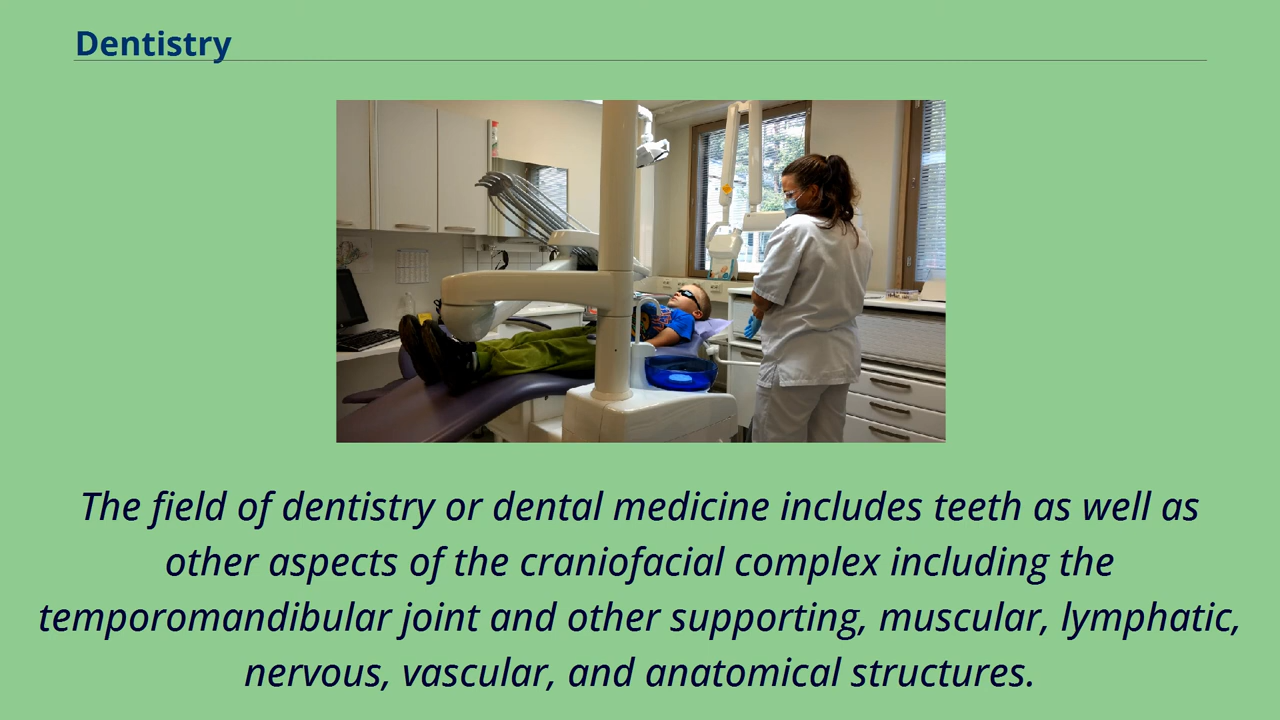 Dentistry
The field of dentistry or dental medicine includes teeth as well as
other aspects of the craniofacial complex including the
temporomandibular joint and other supporting, muscular, lymphatic,
nervous, vascular, and anatomical structures.